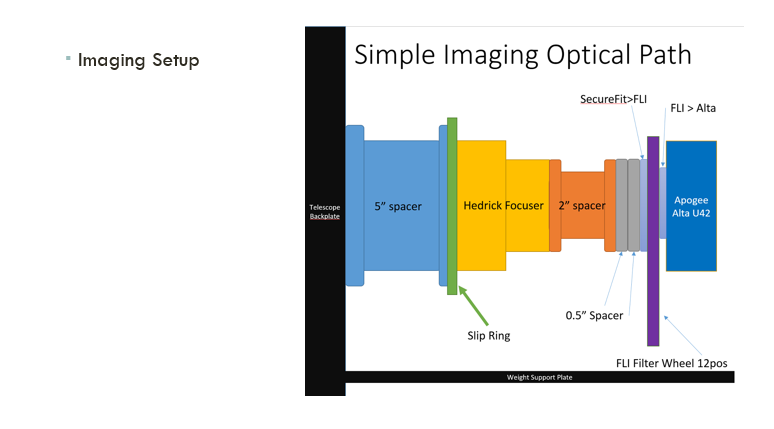 Imaging Setup
Simple Imaging Optical Path
SecureFit>FLI
FLI > Alta
Telescope
Backplate
5” spacer
Hedrick Focuser
2” spacer
Apogee
Alta U42
0.5” Spacer
Slip Ring
FLI Filter Wheel 12pos
Weight Support Plate